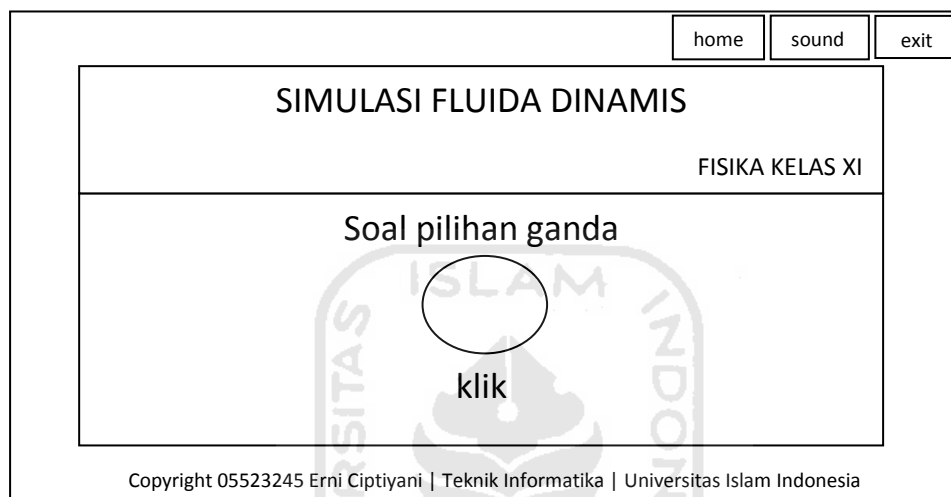 home sound exit
SIMULASI FLUIDA DINAMIS
FISIKA KELAS XI
Soal pilihan ganda
ISLAM
klik
Copyright 05523245 Erni Ciptiyani | Teknik Informatika | Universitas Islam Indonesia